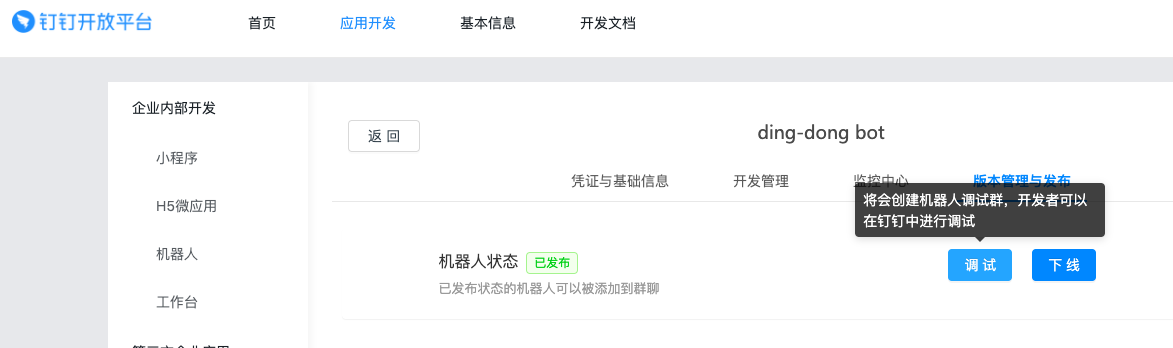 钉钉开放平台
首页
应用开发
基本信息
开发文档
企业内部开发
小程序
H5微应用
机器人
工作台
返 回
ding-dong bot
凭证与基础信息
开发管理
监控中心
版本管理与发布
将会创建机器人调试群，开发者可以
在钉钉中进行调试
机器人状态
已发布
调 试
下 线
已发布状态的机器人可以被添加到群聊